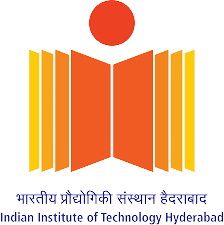 भारतीय प्रौद्योगिकी संस्थान हैदराबाद
Indian Institute of Technology Hyderabad